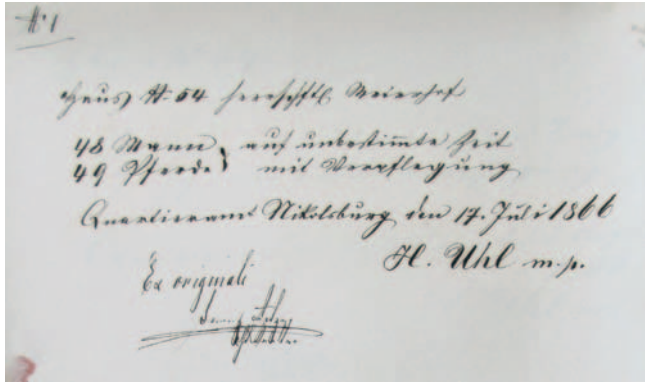 N. 1
Haus N. 54 herrschftl. Meierhof
48 Mann auf unbestimmte Zeit
49 Pferde mit Verpflegung
Quartieramt Nikolsburg den 17. Juli 1866
H. Uhl m.p.
Ex originali